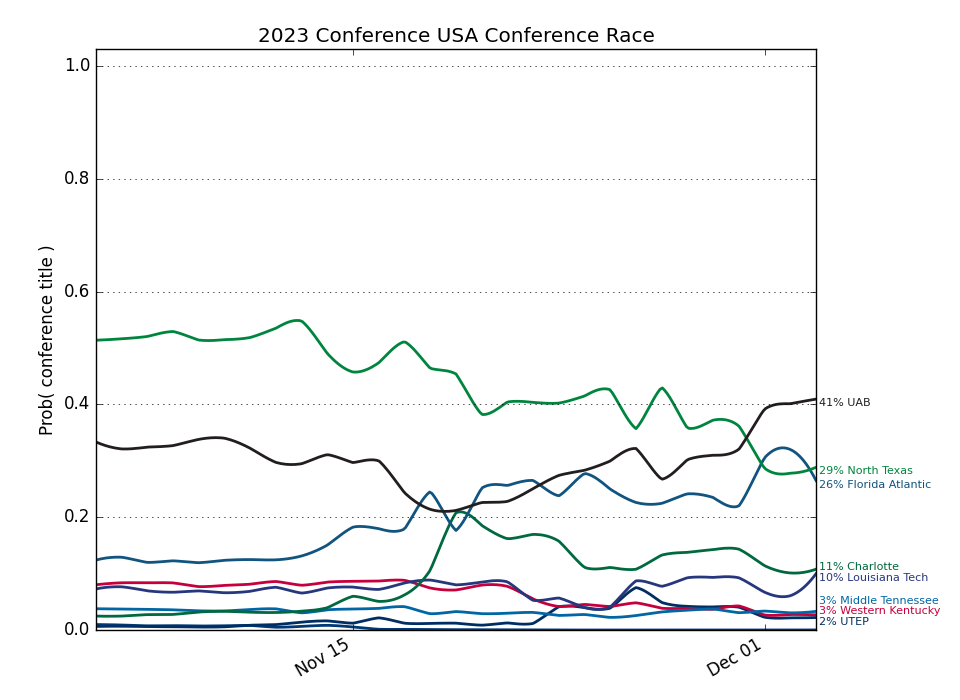 2023 Conference USA Conference Race
1.0
0.8
0.6
0.4
0.2
0.0
Prob( conference title )
41% UAB
29% North Texas
26% Florida Atlantic
11% Charlotte
10% Louisiana Tech
3% Middle Tennessee
3% Western Kentucky
2% UTEP
Nov 15
Dec 01